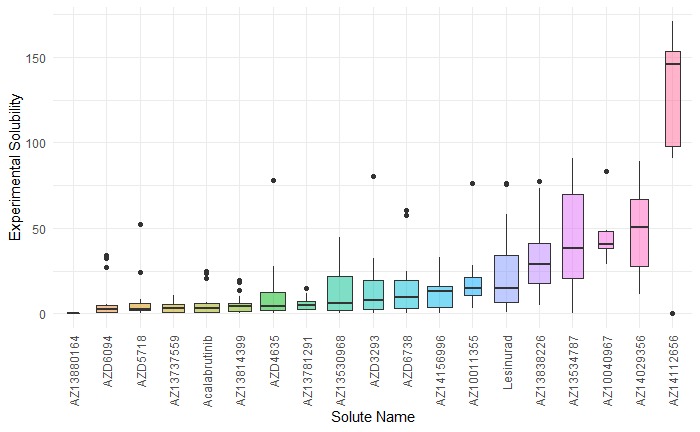 Experimental Solubility
150
100
50
0
AZ13880164
AZD6094
AZD5718
AZ13737559
Acalabrutinib
AZ13814399
AZD4635
AZ13781291
AZ13530968
AZD3293
AZD6738
AZ14156996
AZ10011355
Lesinurad
AZ13838226
AZ13534787
AZ10040967
AZ14029356
AZ14112656
Solute Name